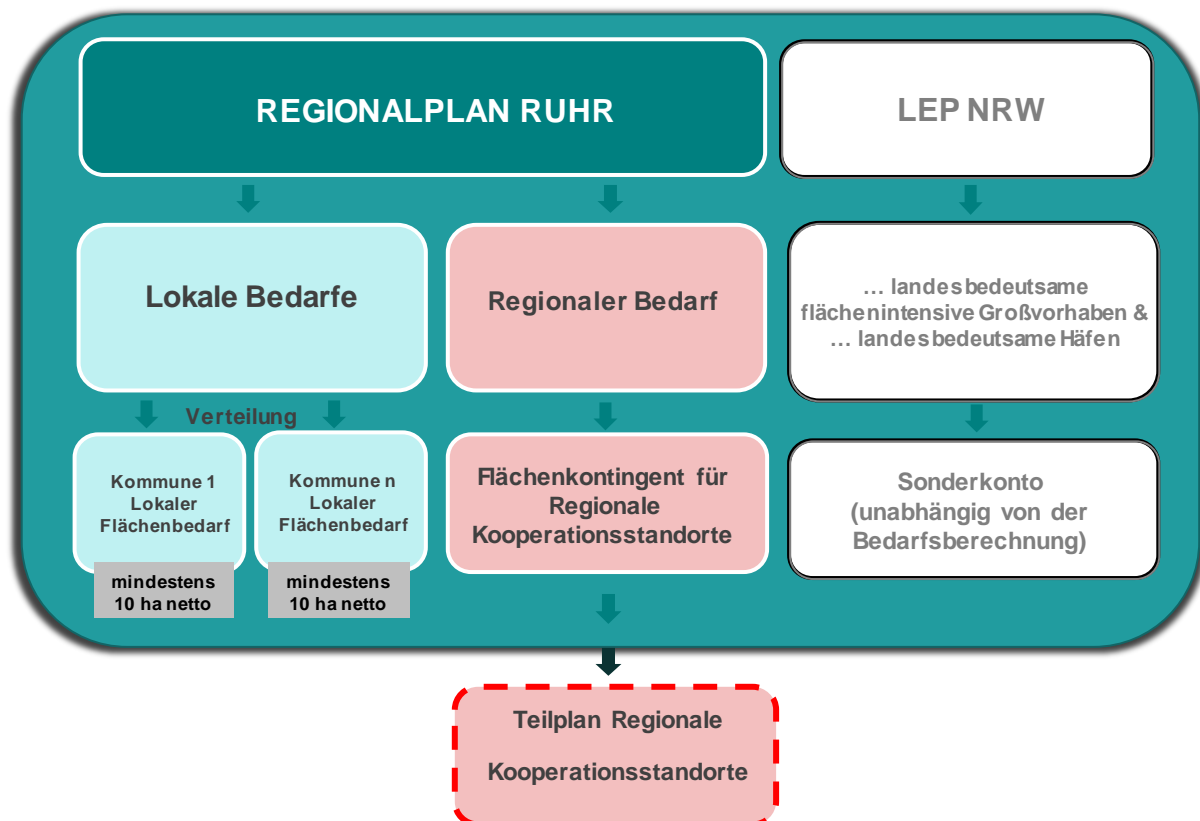 REGIONALPLAN RUHR
LEP NRW
Lokale Bedarfe
Regionaler Bedarf
… landesbedeutsame
flächenintensive Großvorhaben &
… landesbedeutsame Häfen
Verteilung
Kommune 1
Lokaler
Flächenbedarf
mindestens
10 ha netto
Kommune n
Lokaler
Flächenbedarf
mindestens
10 ha netto
Flächenkontingent für
Regionale
Kooperationsstandorte
Sonderkonto
(unabhängig von der
Bedarfsberechnung)
Teilplan Regionale
Kooperationsstandorte